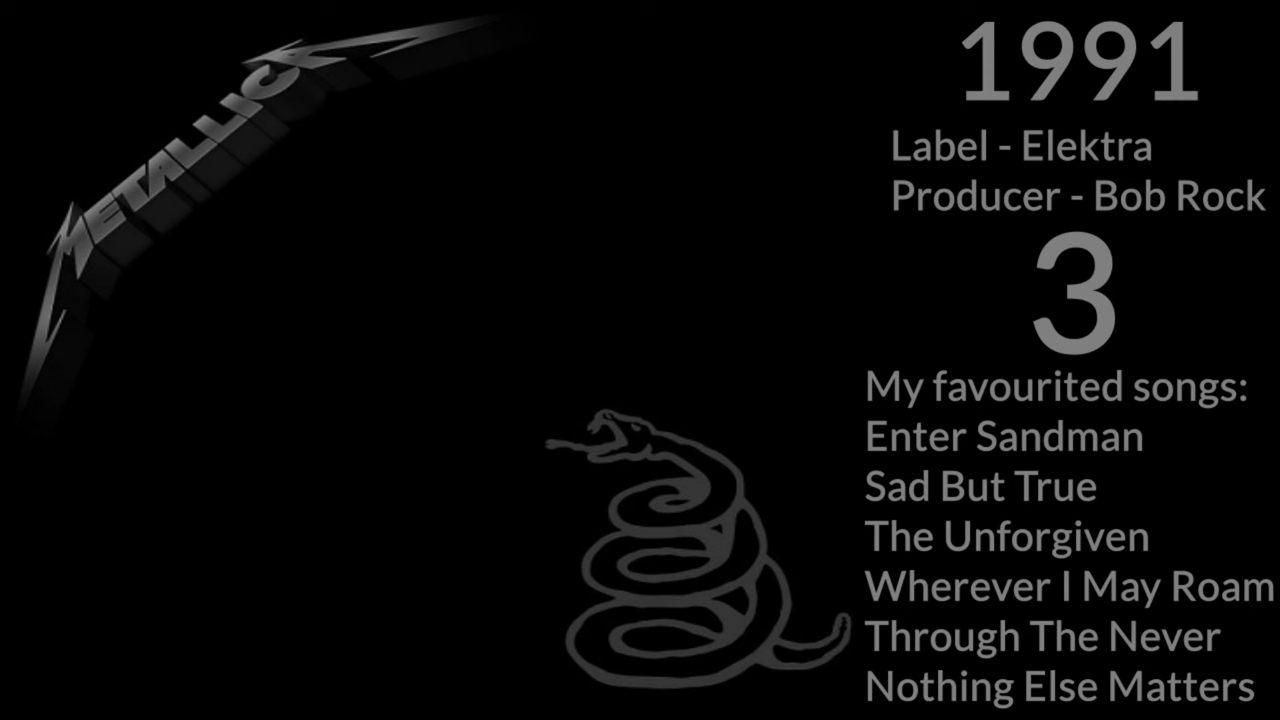 METALLICA
1991
Label - Elektra
Producer - Bob Rock
3
My favourited songs:
Enter Sandman
Sad But True
The Unforgiven
Wherever I May Roam
Through The Never
Nothing Else Matters